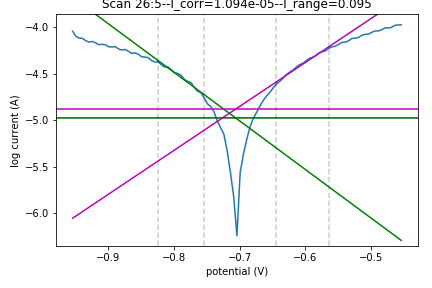 Scan 26:5--I_corr=1.094e-05--I_range=0.095
−4.0
−4.5
−5.0
−5.5
−6.0
log current (A)
−0.9 −0.8 −0.7 −0.6 −0.5
potential (V)